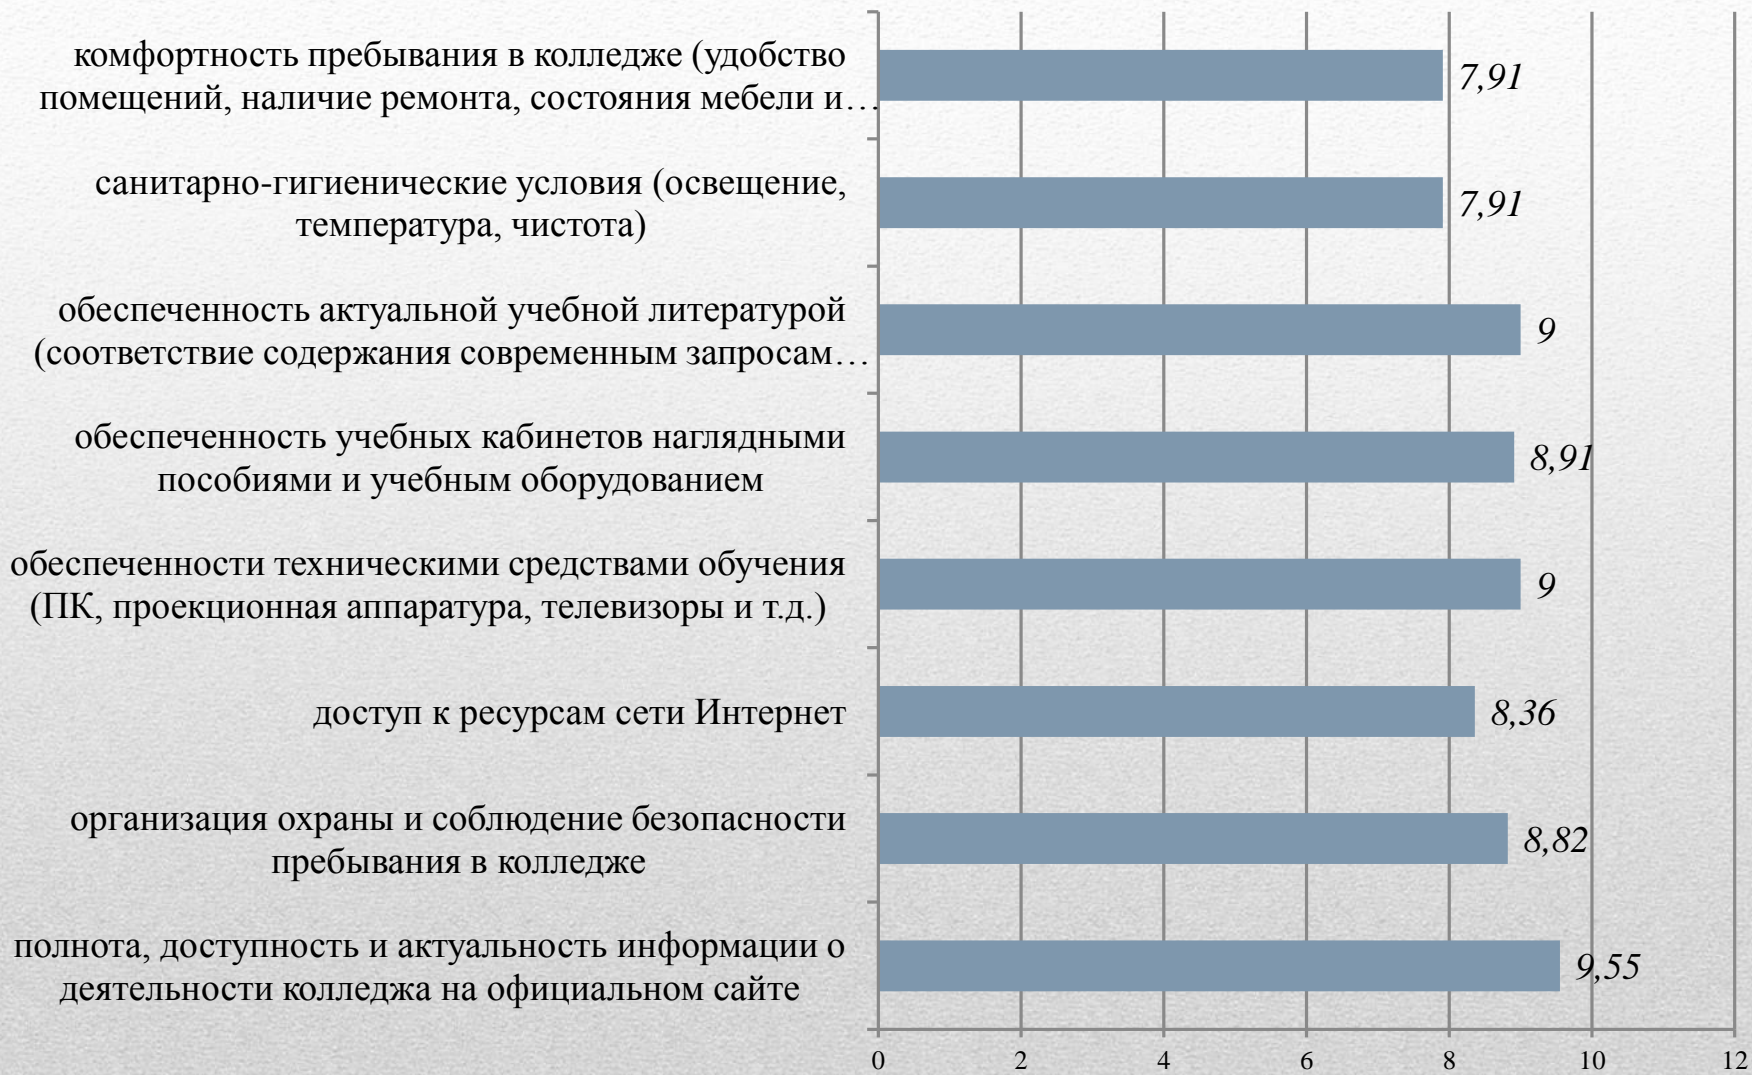 комфортность пребывания в колледже (удобство
помещений, наличие ремонта, состояния мебели и…
7,91
санитарно-гигиенические условия (освещение,
температура, чистота)
7,91
обеспеченность актуальной учебной литературой
(соответствие содержания современным запросам…
9
обеспеченность учебных кабинетов наглядными
пособиями и учебным оборудованием
8,91
обеспеченности техническими средствами обучения
(ПК, проекционная аппаратура, телевизоры и т.д.)
9
доступ к ресурсам сети Интернет
8,36
организация охраны и соблюдение безопасности
пребывания в колледже
8,82
полнота, доступность и актуальность информации о
деятельности колледжа на официальном сайте
9,55
0 2 4 6 8 10 12